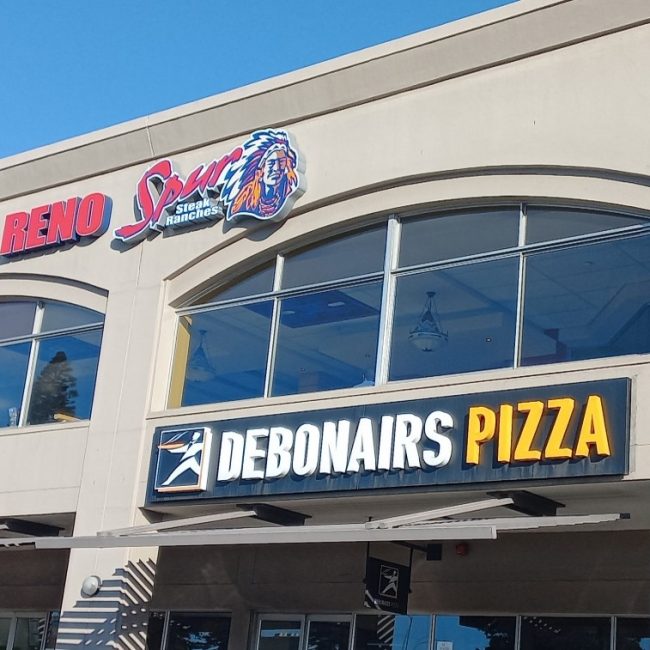 RENO Spur
Steak
Ranches
DEBONAIRS PIZZA